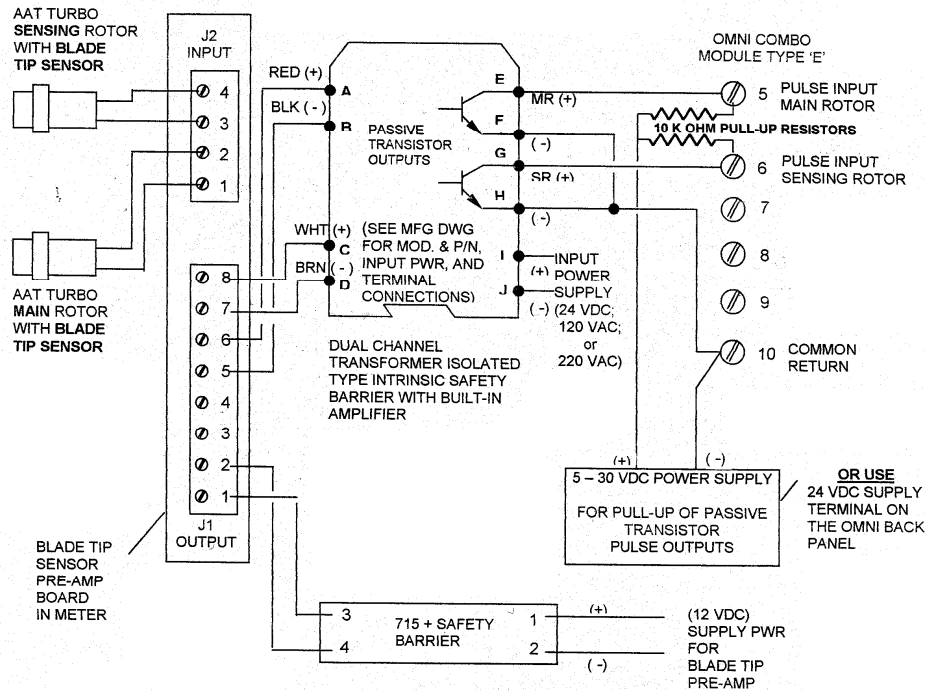 AAT TURBO
SENSING ROTOR
WITH BLADE
TIP SENSOR
J2
INPUT
4
3
2
1
AAT TURBO
MAIN ROTOR
WITH BLADE
TIP SENSOR
8
7
6
5
4
3
2
1
J1
OUTPUT
BLADE TIP
SENSOR
PRE-AMP
BOARD
IN METER
RED (+)
A
BLK (-)
B
PASSIVE
TRANSISTOR
OUTPUTS
WHT (+)
C
BRN (-)
D
(SEE MFG DWG
FOR MOD. & P/N,
INPUT PWR, AND
TERMINAL
CONNECTIONS)
E
MR (+)
F
(-)
G
SR (+)
H
(-)
I
(+)
J
(-)
INPUT
POWER
SUPPLY
(24 VDC;
120 VAC;
or
220 VAC)
DUAL CHANNEL
TRANSFORMER ISOLATED
TYPE INTRINSIC SAFETY
BARRIER WITH BUILT-IN
AMPLIFIER
OMNI COMBO
MODULE TYPE 'E'
5 PULSE INPUT
MAIN ROTOR
10 K OHM PULL-UP RESISTORS
6 PULSE INPUT
SENSING ROTOR
7
8
9
10 COMMON
RETURN
(+)
(-)
5 – 30 VDC POWER SUPPLY
FOR PULL-UP OF PASSIVE
TRANSISTOR
PULSE OUTPUTS
OR USE
24 VDC SUPPLY
TERMINAL ON
THE OMNI BACK
PANEL
3
4
715 + SAFETY
BARRIER
1
2
(+)
(-)
(12 VDC)
SUPPLY PWR
FOR
BLADE TIP
PRE-AMP